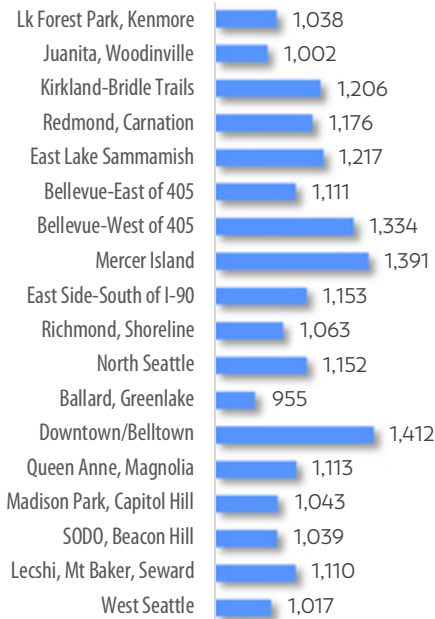 Lk Forest Park, Kenmore 1,038
Juanita, Woodinville 1,002
Kirkland-Bridle Trails 1,206
Redmond, Carnation 1,176
East Lake Sammamish 1,217
Bellevue-East of 405 1,111
Bellevue-West of 405 1,334
Mercer Island 1,391
East Side-South of I-90 1,153
Richmond, Shoreline 1,063
North Seattle 1,152
Ballard, Greenlake 955
Downtown/Belltown 1,412
Queen Anne, Magnolia 1,113
Madison Park, Capitol Hill 1,043
SODO, Beacon Hill 1,039
Lecshi, Mt Baker, Seward 1,110
West Seattle 1,017